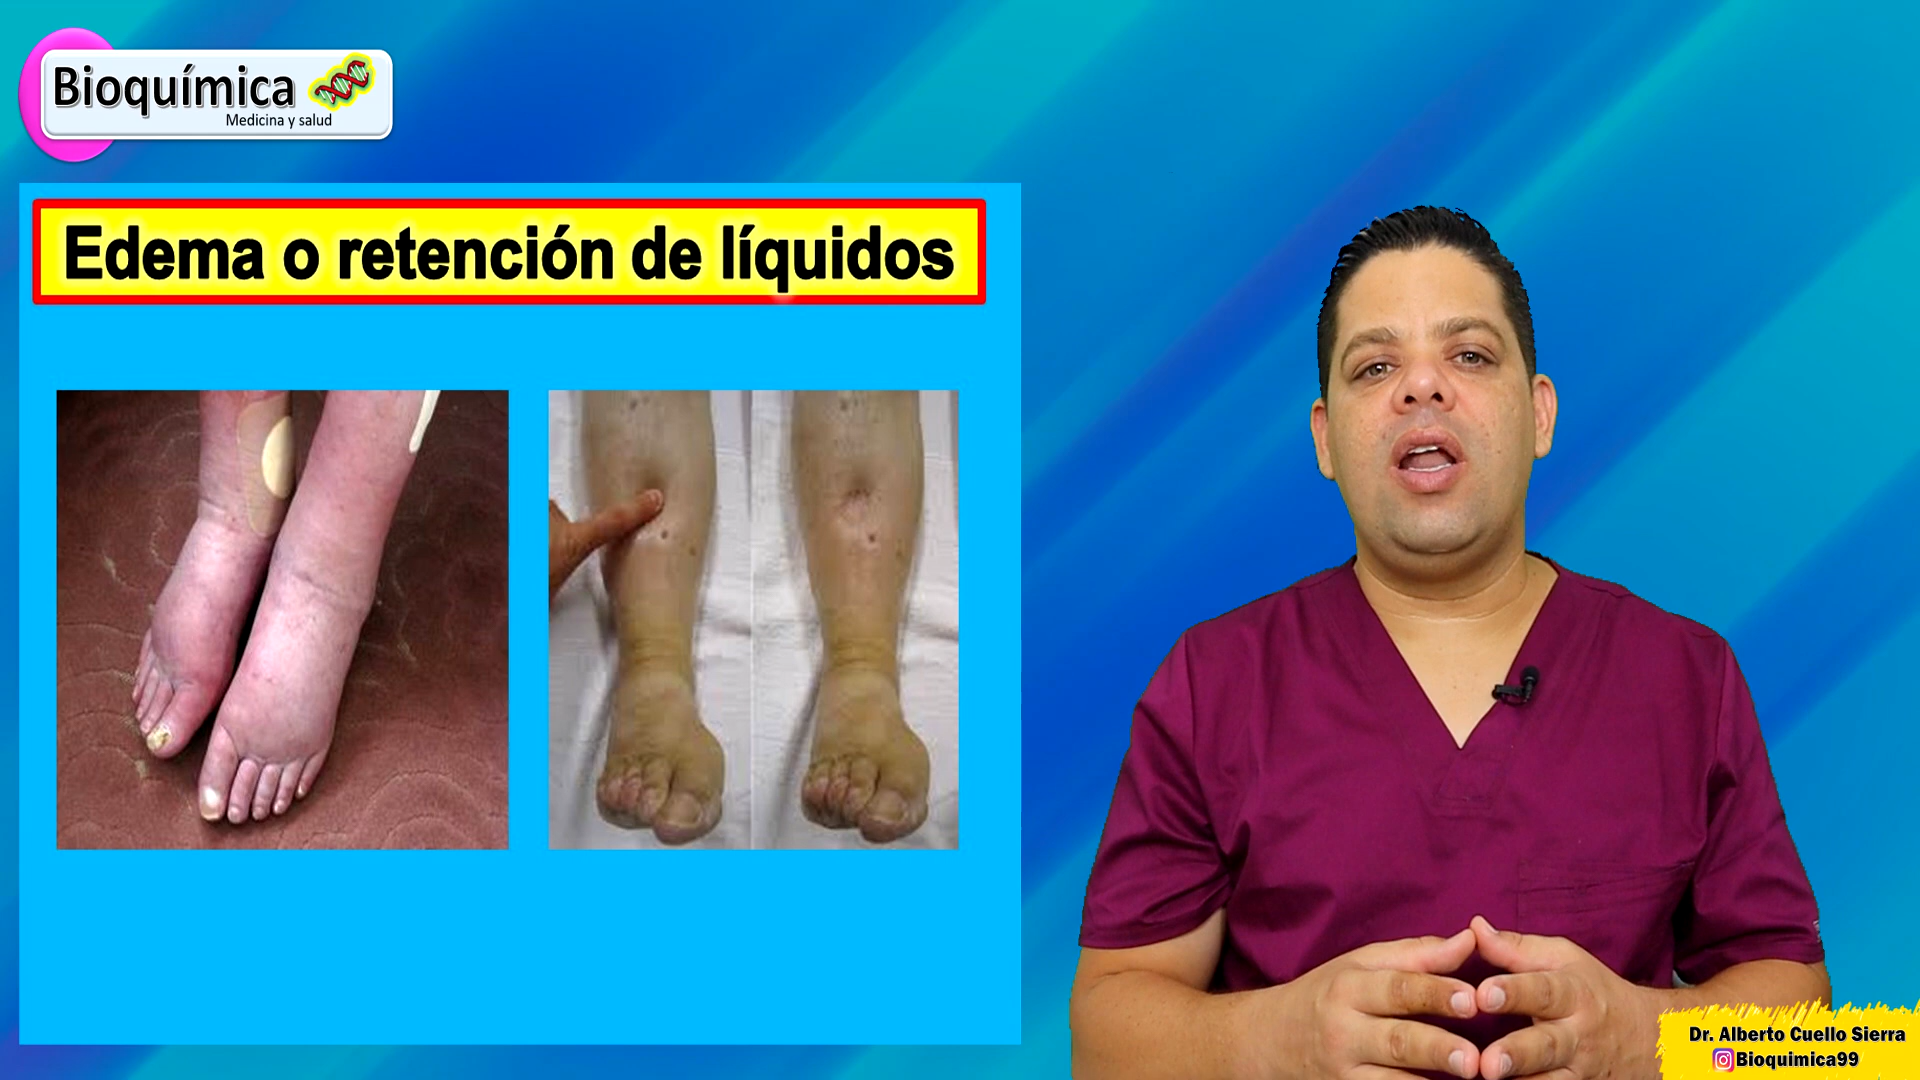 Bioquímica
Medicina y salud
Edema o retención de líquidos
Dr. Alberto Cuello Sierra
Bioquimica99